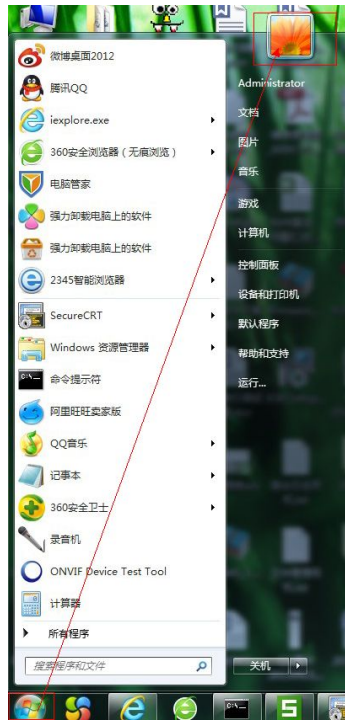 微博桌面2012
腾讯QQ
iexplore.exe
360安全浏览器（无痕浏览）
电脑管家
强力卸载电脑上的软件
强力卸载电脑上的软件
2345智能浏览器
SecureCRT
Windows 资源管理器
命令提示符
阿里旺旺卖家版
QQ音乐
记事本
360安全卫士
录音机
ONVIF Device Test Tool
计算器
所有程序
搜索程序和文件
Administrator
文档
图片
音乐
游戏
计算机
控制面板
设备和打印机
默认程序
帮助和支持
运行...
关机